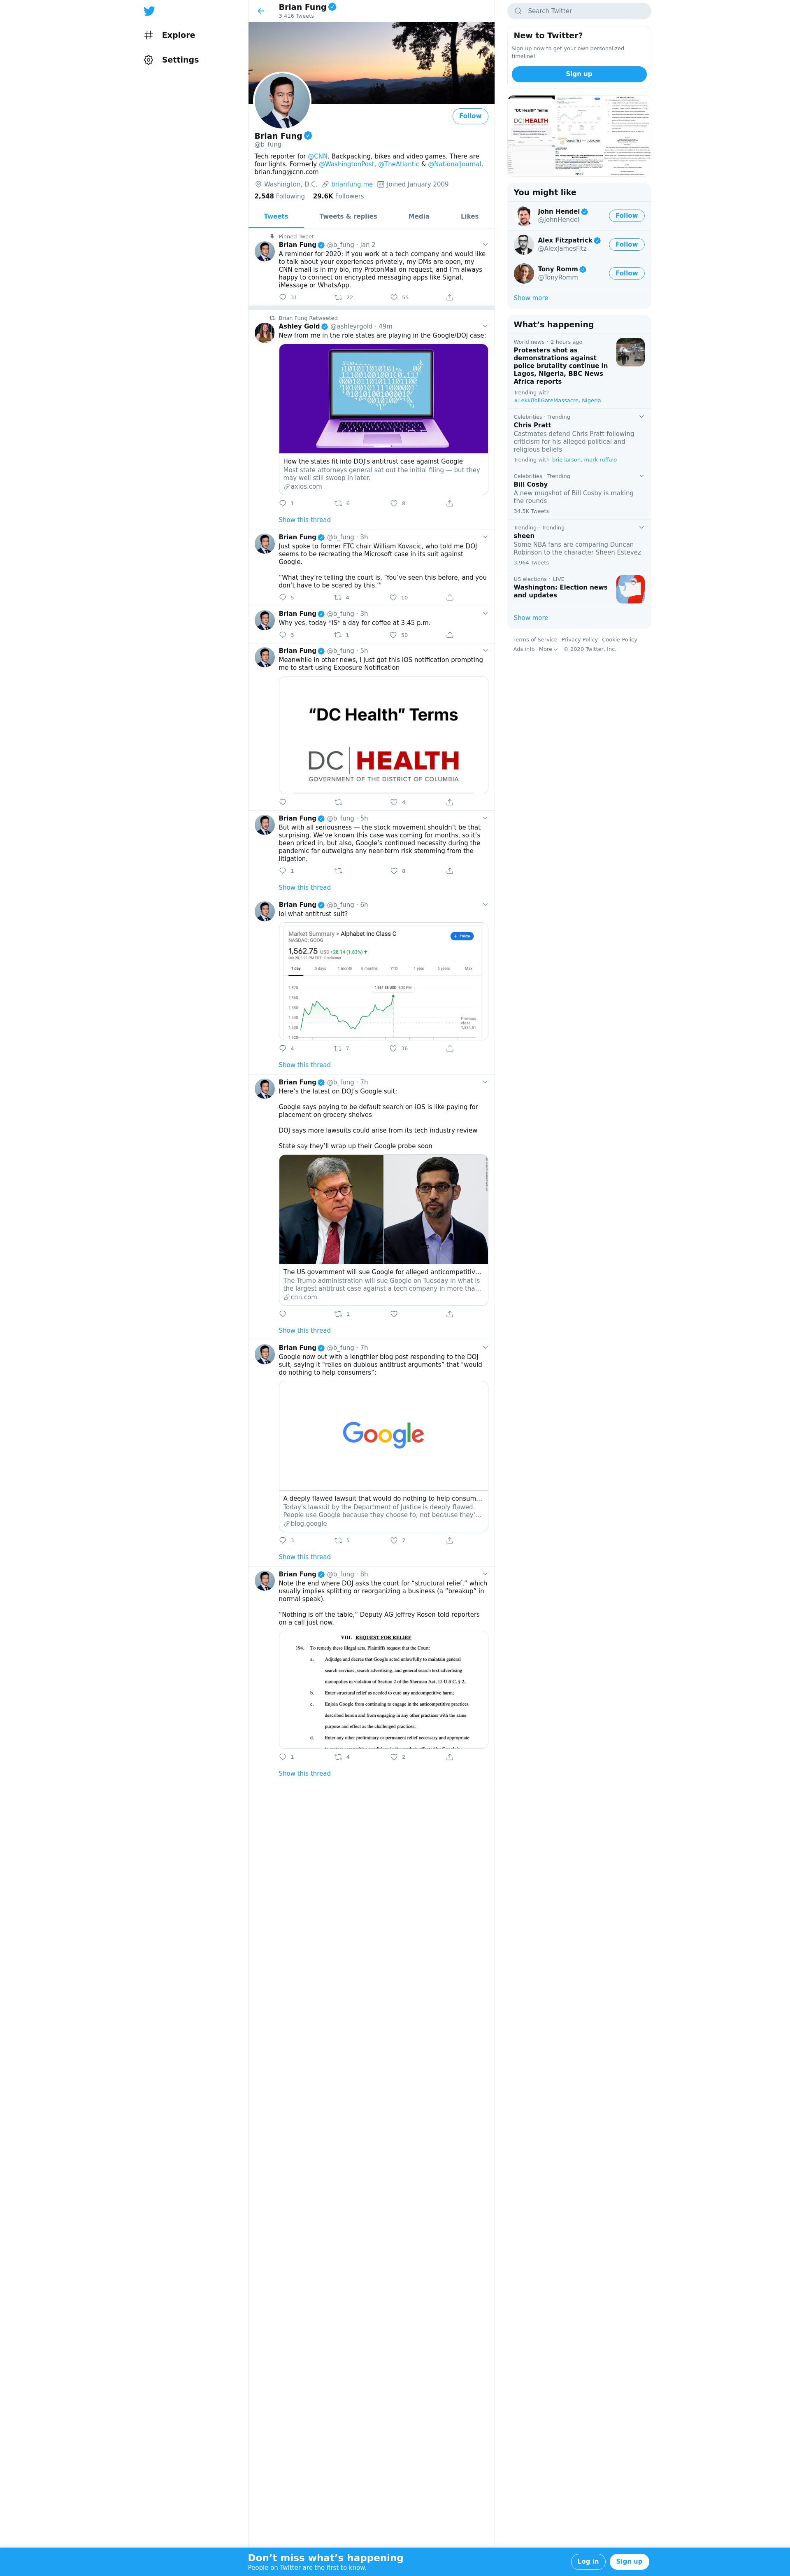 Explore
Settings
Brian Fung
3,416 Tweets
Follow
Brian Fung
@b_fung
Tech reporter for @CNN. Backpacking, bikes and video games. There are
four lights. Formerly @WashingtonPost, @TheAtlantic & @NationalJournal.
brian.fung@cnn.com
Washington, D.C. brianfung.me Joined January 2009
2,548 Following 29.6K Followers
Tweets Tweets & replies Media Likes
Pinned Tweet
Brian Fung @b_fung · Jan 2
A reminder for 2020: If you work at a tech company and would like
to talk about your experiences privately, my DMs are open, my
CNN email is in my bio, my ProtonMail on request, and I’m always
happy to connect on encrypted messaging apps like Signal,
iMessage or WhatsApp.
31 22 55
Brian Fung Retweeted
Ashley Gold @ashleyrgold · 49m
New from me in the role states are playing in the Google/DOJ case:
How the states fit into DOJ's antitrust case against Google
Most state attorneys general sat out the initial filing — but they
may well still swoop in later.
axios.com
1 6 8
Show this thread
Brian Fung @b_fung · 3h
Just spoke to former FTC chair William Kovacic, who told me DOJ
seems to be recreating the Microsoft case in its suit against
Google.
“What they’re telling the court is, ‘You’ve seen this before, and you
don’t have to be scared by this.’”
5 4 10
Brian Fung @b_fung · 3h
Why yes, today *IS* a day for coffee at 3:45 p.m.
3 1 50
Brian Fung @b_fung · 5h
Meanwhile in other news, I just got this iOS notification prompting
me to start using Exposure Notification
“DC Health” Terms
DC HEALTH
GOVERNMENT OF THE DISTRICT OF COLUMBIA
4
Brian Fung @b_fung · 5h
But with all seriousness — the stock movement shouldn’t be that
surprising. We’ve known this case was coming for months, so it’s
been priced in, but also, Google’s continued necessity during the
pandemic far outweighs any near-term risk stemming from the
litigation.
1 8
Show this thread
Brian Fung @b_fung · 6h
lol what antitrust suit?
Market Summary > Alphabet Inc Class C
NASDAQ: GOOG
Follow
1,562.75 USD +28.14 (1.83%)
1 day 5 days 1 month 6 months YTD 1 year 5 years Max
1,570
1,560
1,550
1,540
1,530
1,520
Previous
close
4 7 36
Show this thread
Brian Fung @b_fung · 7h
Here’s the latest on DOJ’s Google suit:
Google says paying to be default search on iOS is like paying for
placement on grocery shelves
DOJ says more lawsuits could arise from its tech industry review
State say they’ll wrap up their Google probe soon
The US government will sue Google for alleged anticompetitiv...
The Trump administration will sue Google on Tuesday in what is
the largest antitrust case against a tech company in more tha...
cnn.com
1
Show this thread
Brian Fung @b_fung · 7h
Google now out with a lengthier blog post responding to the DOJ
suit, saying it “relies on dubious antitrust arguments” that “would
do nothing to help consumers”:
Google
A deeply flawed lawsuit that would do nothing to help consum...
Today’s lawsuit by the Department of Justice is deeply flawed.
People use Google because they choose to, not because they'...
blog.google
3 5 7
Show this thread
Brian Fung @b_fung · 8h
Note the end where DOJ asks the court for “structural relief,” which
usually implies splitting or reorganizing a business (a “breakup” in
normal speak).
“Nothing is off the table,” Deputy AG Jeffrey Rosen told reporters
on a call just now.
VIII. REQUEST FOR RELIEF
194. To remedy these illegal acts, Plaintiffs request that the Court:
a. Adjudge and decree that Google acted unlawfully to maintain general
search services, search advertising, and general search text advertising
monopolies in violation of Section 2 of the Sherman Act, 15 U.S.C. § 2;
b. Enter structural relief as needed to cure any anticompetitive harm;
c. Enjoin Google from continuing to engage in the anticompetitive practices
described herein and from engaging in any other practices with the same
purpose and effect as the challenged practices;
d. Enter any other preliminary or permanent relief necessary and appropriate
1 4 2
Show this thread
Search Twitter
New to Twitter?
Sign up now to get your own personalized
timeline!
Sign up
"DC Health" Terms
DC HEALTH
You might like
John Hendel
@JohnHendel
Follow
Alex Fitzpatrick
@AlexJamesFitz
Follow
Tony Romm
@TonyRomm
Follow
Show more
What’s happening
World news · 2 hours ago
Protesters shot as
demonstrations against
police brutality continue in
Lagos, Nigeria, BBC News
Africa reports
Trending with
#LekkiTollGateMassacre, Nigeria
Celebrities · Trending
Chris Pratt
Castmates defend Chris Pratt following
criticism for his alleged political and
religious beliefs
Trending with brie larson, mark ruffalo
Celebrities · Trending
Bill Cosby
A new mugshot of Bill Cosby is making
the rounds
34.5K Tweets
Trending · Trending
sheen
Some NBA fans are comparing Duncan
Robinson to the character Sheen Estevez
3,964 Tweets
US elections · LIVE
Washington: Election news
and updates
Show more
Terms of Service Privacy Policy Cookie Policy
Ads info More © 2020 Twitter, Inc.
Don’t miss what’s happening
People on Twitter are the first to know.
Log in Sign up